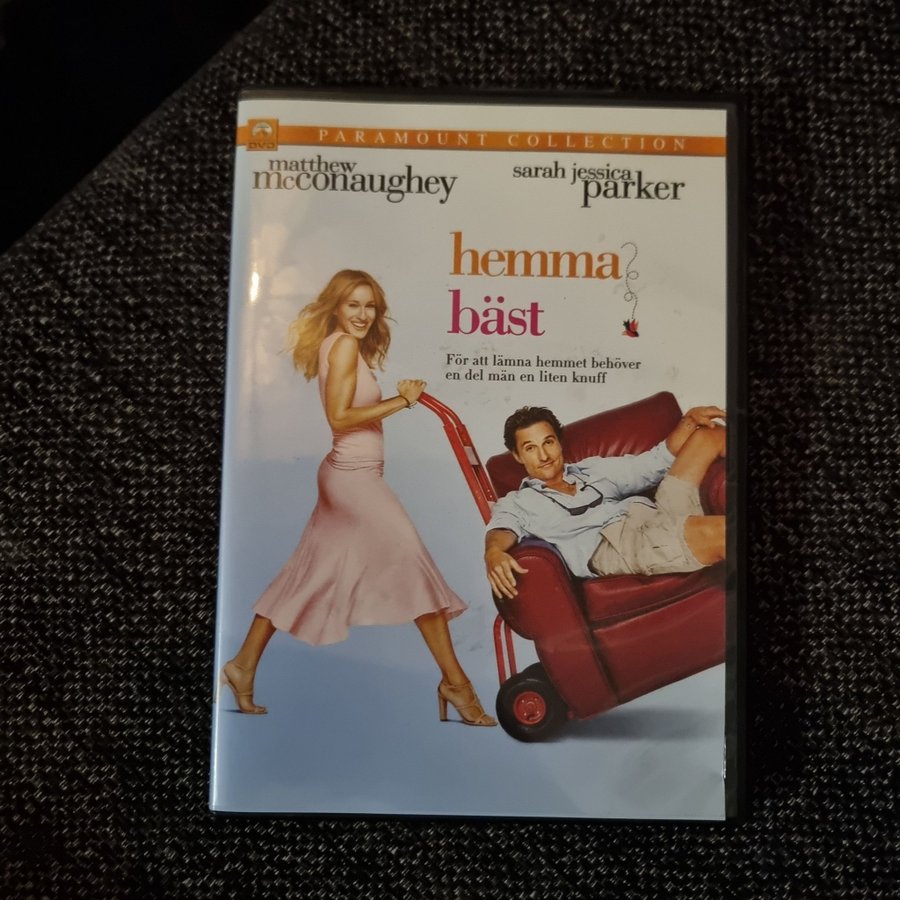 PARAMOUNT COLLECTION
DVD
matthew
mcconaughey
sarah jessica
parker
hemma
bäst
För att lämna hemmet behöver
en del män en liten knuff